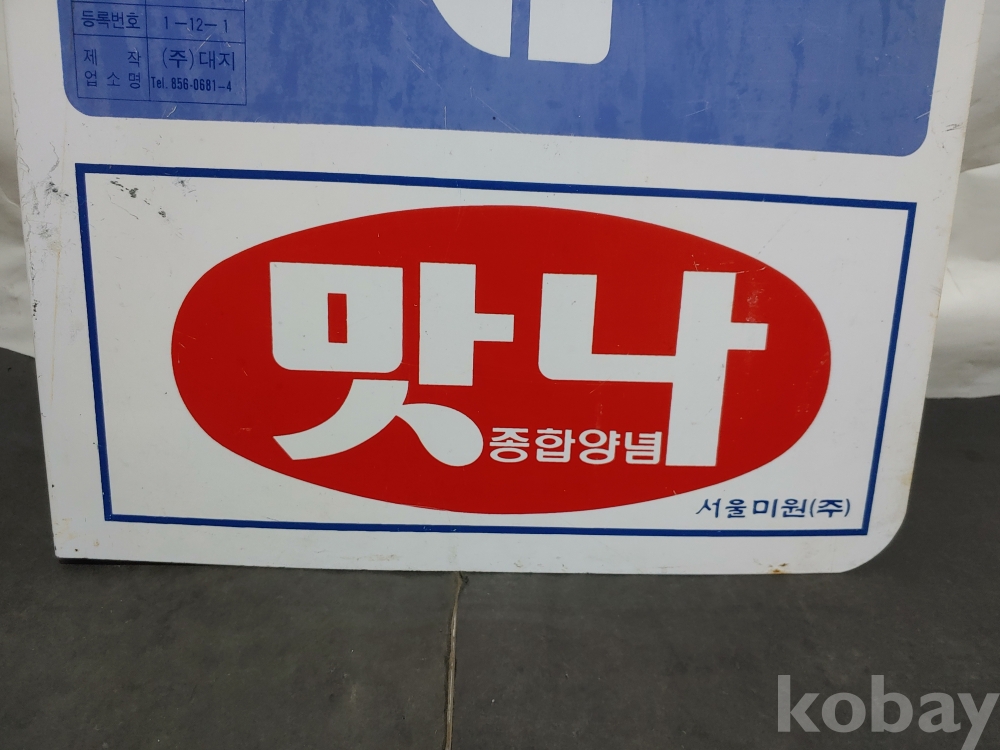 등록번호 1-12-1
제 작 (주)대지
업 소 명 Tel. 856-0681-4
맛나
종합양념
서울미원(주)
kobay